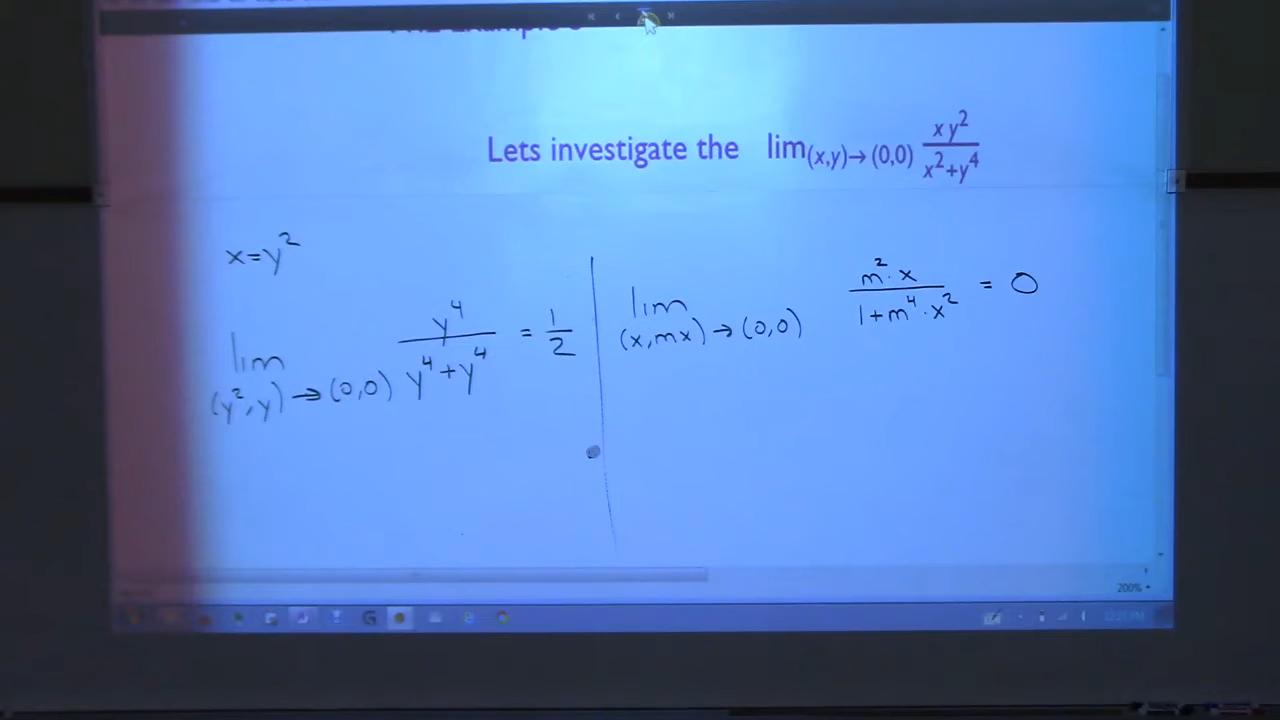 Lets investigate the lim(x,y)→(0,0) xy²/x²+y⁴
x=y²
lim (y²,y)→(0,0) y⁴/y⁴+y⁴ = 1/2
lim (x,mx)→(0,0) m²·x/1+m⁴·x² = 0
200%